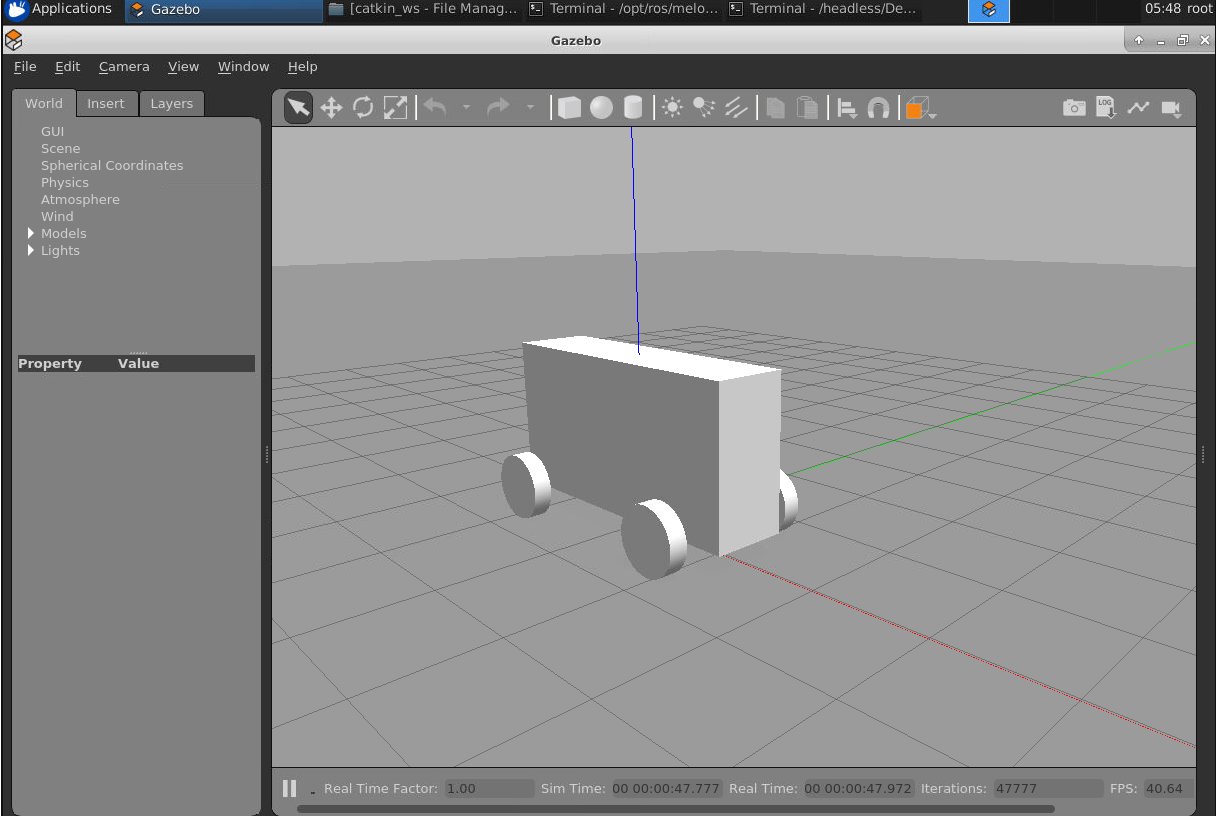 Applications Gazebo [catkin_ws - File Manag... Terminal - /opt/ros/melo... Terminal - /headless/De... 05:48 root
Gazebo
File Edit Camera View Window Help
World Insert Layers
LOG
GUI
Scene
Spherical Coordinates
Physics
Atmosphere
Wind
Models
Lights
Property Value
Real Time Factor: 1.00 Sim Time: 00 00:00:47.777 Real Time: 00 00:00:47.972 Iterations: 47777 FPS: 40.64